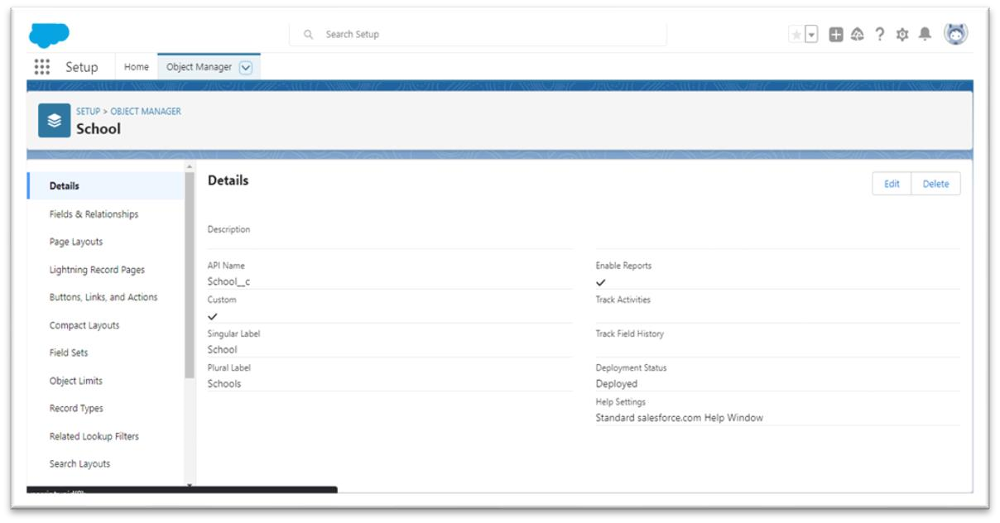 Search Setup
Setup
Home
Object Manager
SETUP > OBJECT MANAGER
School
Details
Fields & Relationships
Page Layouts
Lightning Record Pages
Buttons, Links, and Actions
Compact Layouts
Field Sets
Object Limits
Record Types
Related Lookup Filters
Search Layouts
Details
Edit
Delete
Description
API Name
School__c
Custom
Singular Label
School
Plural Label
Schools
Enable Reports
Track Activities
Track Field History
Deployment Status
Deployed
Help Settings
Standard salesforce.com Help Window